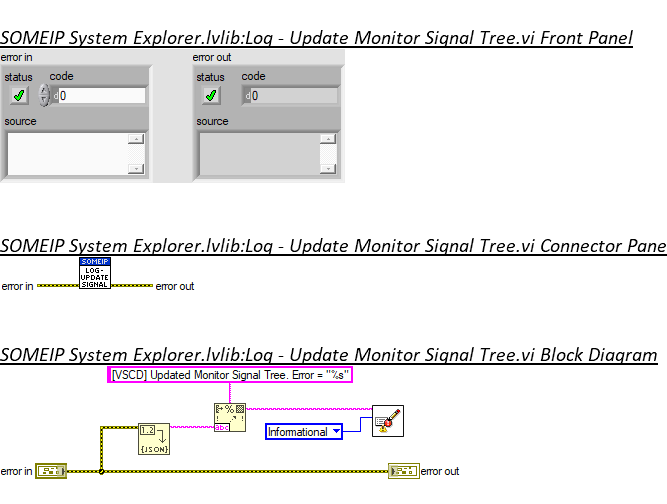 SOMEIP System Explorer.lvlib:Log - Update Monitor Signal Tree.vi Front Panel
error in
error out
status code
status code
d 0
d 0
source
source
SOMEIP System Explorer.lvlib:Log - Update Monitor Signal Tree.vi Connector Pane
SOMEIP
LOG-
UPDATE
SIGNAL
error in
error out
SOMEIP System Explorer.lvlib:Log - Update Monitor Signal Tree.vi Block Diagram
[VSCD] Updated Monitor Signal Tree. Error = "%s"
%
abc
1,2
{JSON}
Informational
error in
error out